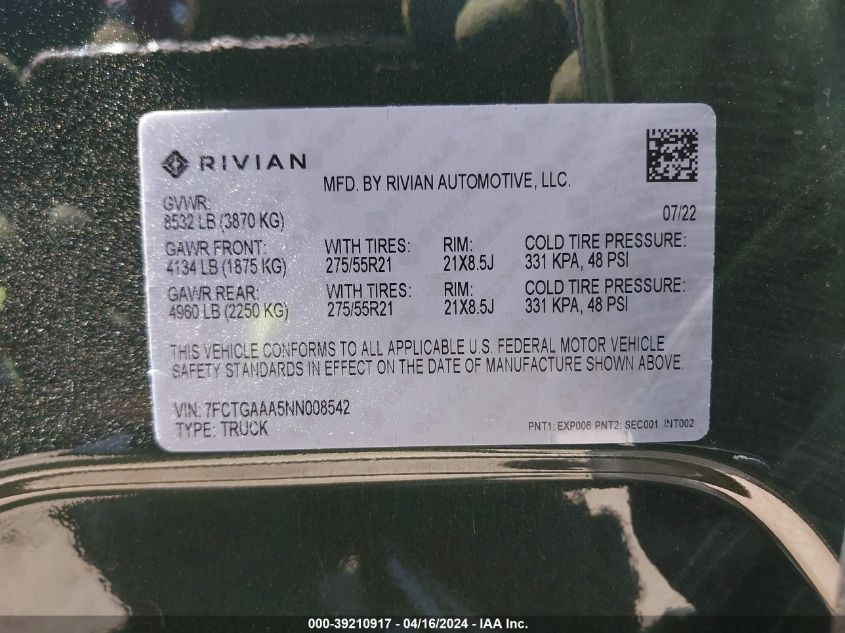 RIVIAN
MFD. BY RIVIAN AUTOMOTIVE, LLC.
GVWR:
8532 LB (3870 KG)
07/22
GAWR FRONT: WITH TIRES: RIM: COLD TIRE PRESSURE:
4134 LB (1875 KG) 275/55R21 21X8.5J 331 KPA, 48 PSI
GAWR REAR: WITH TIRES: RIM: COLD TIRE PRESSURE:
4960 LB (2250 KG) 275/55R21 21X8.5J 331 KPA, 48 PSI
THIS VEHICLE CONFORMS TO ALL APPLICABLE U.S. FEDERAL MOTOR VEHICLE
SAFETY STANDARDS IN EFFECT ON THE DATE OF MANUFACTURE SHOWN ABOVE.
VIN: 7FCTGAAA5NN008542
TYPE: TRUCK
PNT1: EXP006 PNT2: SEC001 INT002
000-39210917 - 04/16/2024 - IAA Inc.